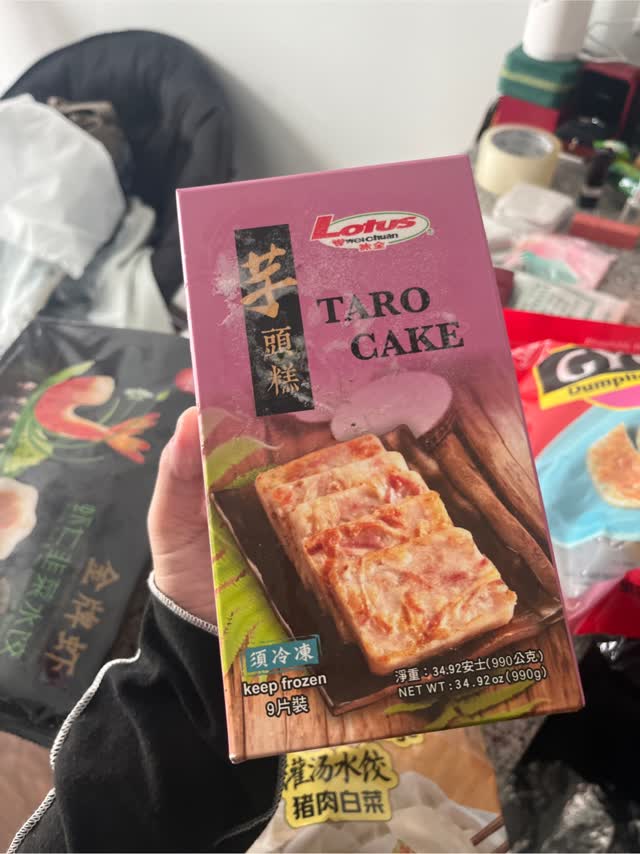 Lotus
WEI-CHUAN
味全
芋頭糕
TARO
CAKE
須冷凍
keep frozen
9片裝
淨重:34.92安士(990公克)
NET WT:34.92oz(990g)
金牌虾
虾仁韭菜水饺
灌汤水饺
猪肉白菜